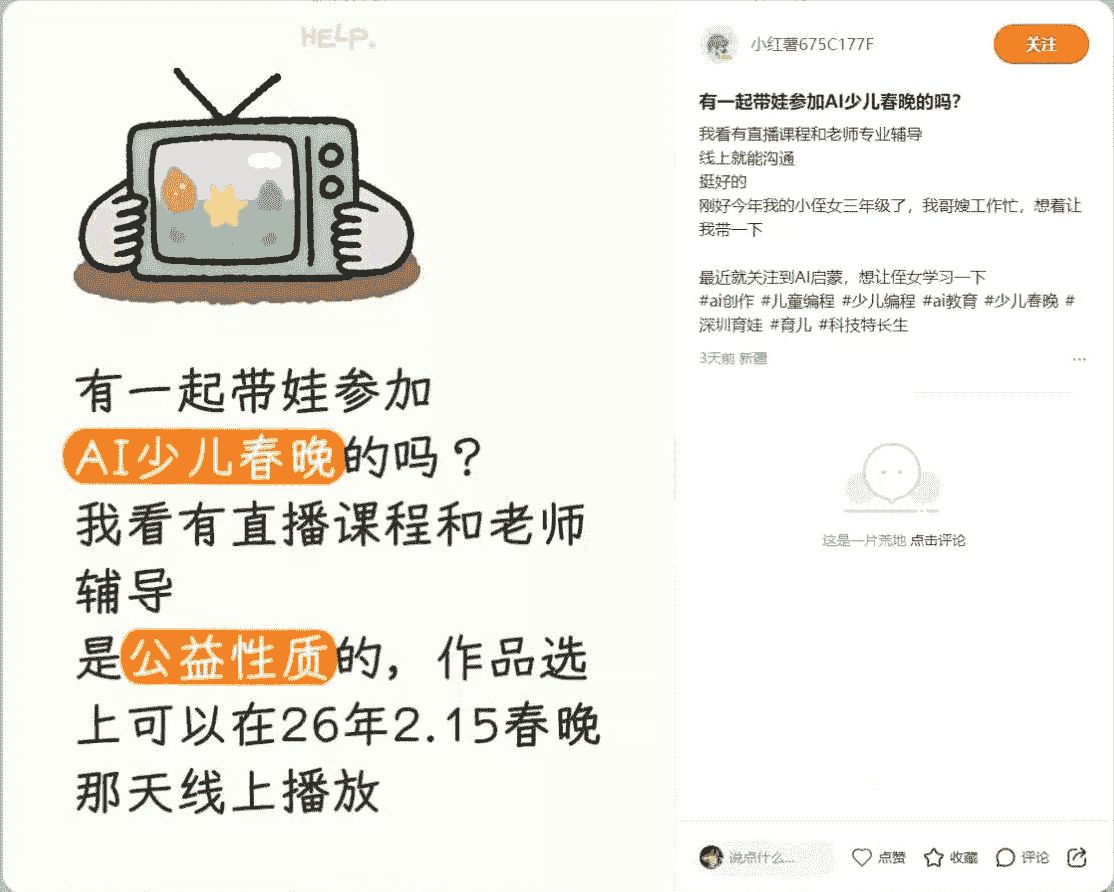 HELP.
有一起带娃参加
AI少儿春晚的吗？
我看有直播课程和老师
辅导
是公益性质的，作品选
上可以在26年2.15春晚
那天线上播放
小红薯675C177F
关注
有一起带娃参加AI少儿春晚的吗?
我看有直播课程和老师专业辅导
线上就能沟通
挺好的
刚好今年我的小侄女三年级了，我哥嫂工作忙，想着让
我带一下
最近就关注到AI启蒙，想让侄女学习一下
#ai创作 #儿童编程 #少儿编程 #ai教育 #少儿春晚 #
深圳育娃 #育儿 #科技特长生
3天前 新疆
这是一片荒地 点击评论
说点什么...
点赞
收藏
评论